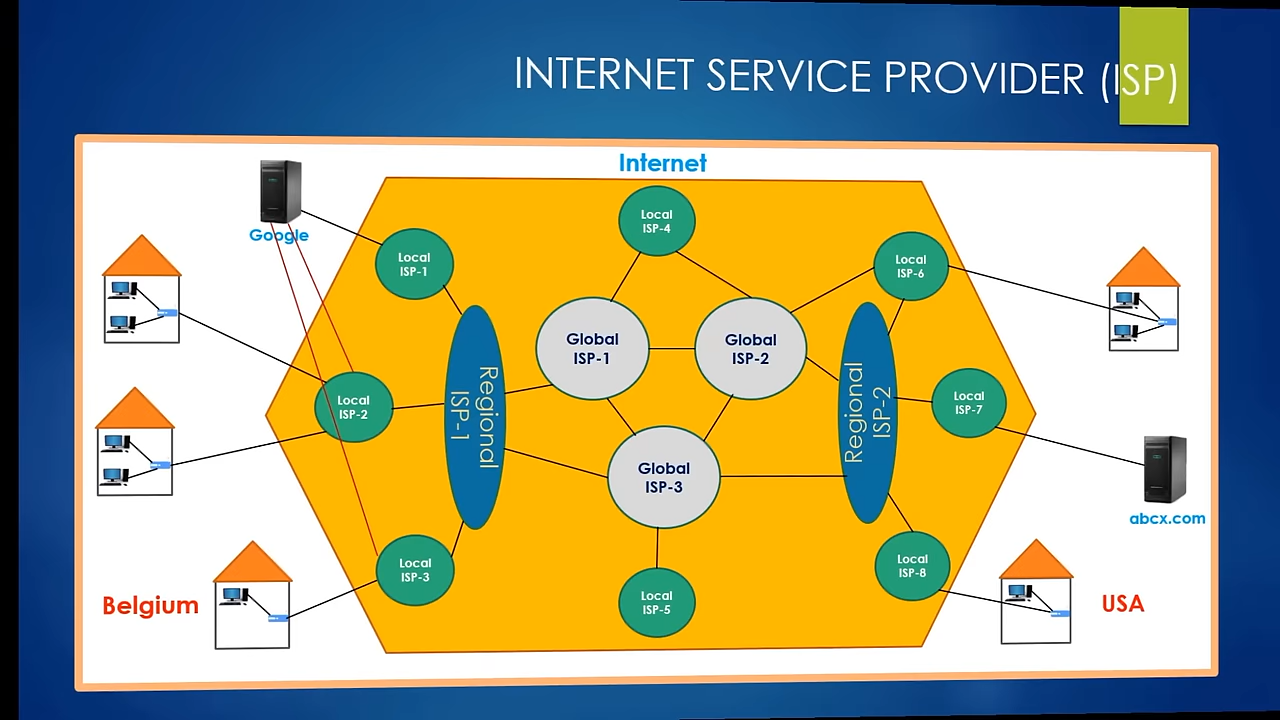 INTERNET SERVICE PROVIDER (ISP)
Internet
Google
Local
ISP-1
Local
ISP-2
Local
ISP-3
Regional
ISP-1
Local
ISP-4
Global
ISP-1
Global
ISP-2
Global
ISP-3
Local
ISP-5
Regional
ISP-2
Local
ISP-6
Local
ISP-7
Local
ISP-8
abcx.com
Belgium
USA